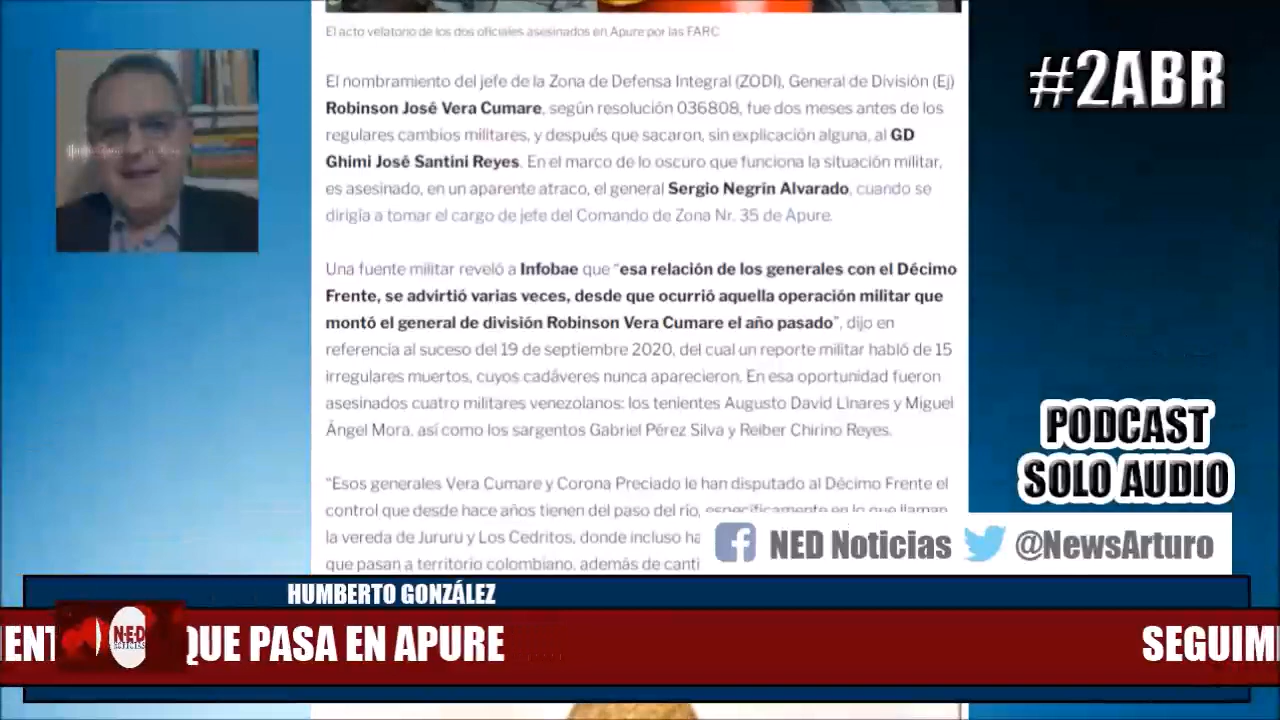 El acto velatorio de los dos oficiales asesinados en Apure por las FARC
#2ABR
El nombramiento del jefe de la Zona de Defensa Integral (ZODI), General de División (Ej)
Robinson José Vera Cumare, según resolución 036808, fue dos meses antes de los
regulares cambios militares, y después que sacaron, sin explicación alguna, al GD
Ghimi José Santini Reyes. En el marco de lo oscuro que funciona la situación militar,
es asesinado, en un aparente atraco, el general Sergio Negrín Alvarado, cuando se
dirigía a tomar el cargo de jefe del Comando de Zona Nr. 35 de Apure.
Una fuente militar reveló a Infobae que “esa relación de los generales con el Décimo
Frente, se advirtió varias veces, desde que ocurrió aquella operación militar que
montó el general de división Robinson Vera Cumare el año pasado”, dijo en
referencia al suceso del 19 de septiembre 2020, del cual un reporte militar habló de 15
irregulares muertos, cuyos cadáveres nunca aparecieron. En esa oportunidad fueron
asesinados cuatro militares venezolanos: los tenientes Augusto David Linares y Miguel
Ángel Mora, así como los sargentos Gabriel Pérez Silva y Reiber Chirino Reyes.
“Esos generales Vera Cumare y Corona Preciado le han disputado al Décimo Frente el
control que desde hace años tienen del paso del río, específicamente en lo que llaman
la vereda de Jururu y Los Cedritos, donde incluso ha
que pasan a territorio colombiano, además de canti
PODCAST
SOLO AUDIO
NED Noticias @NewsArturo
HUMBERTO GONZÁLEZ
IENT QUE PASA EN APURE SEGUIMI
N·E·D
NOTICIAS